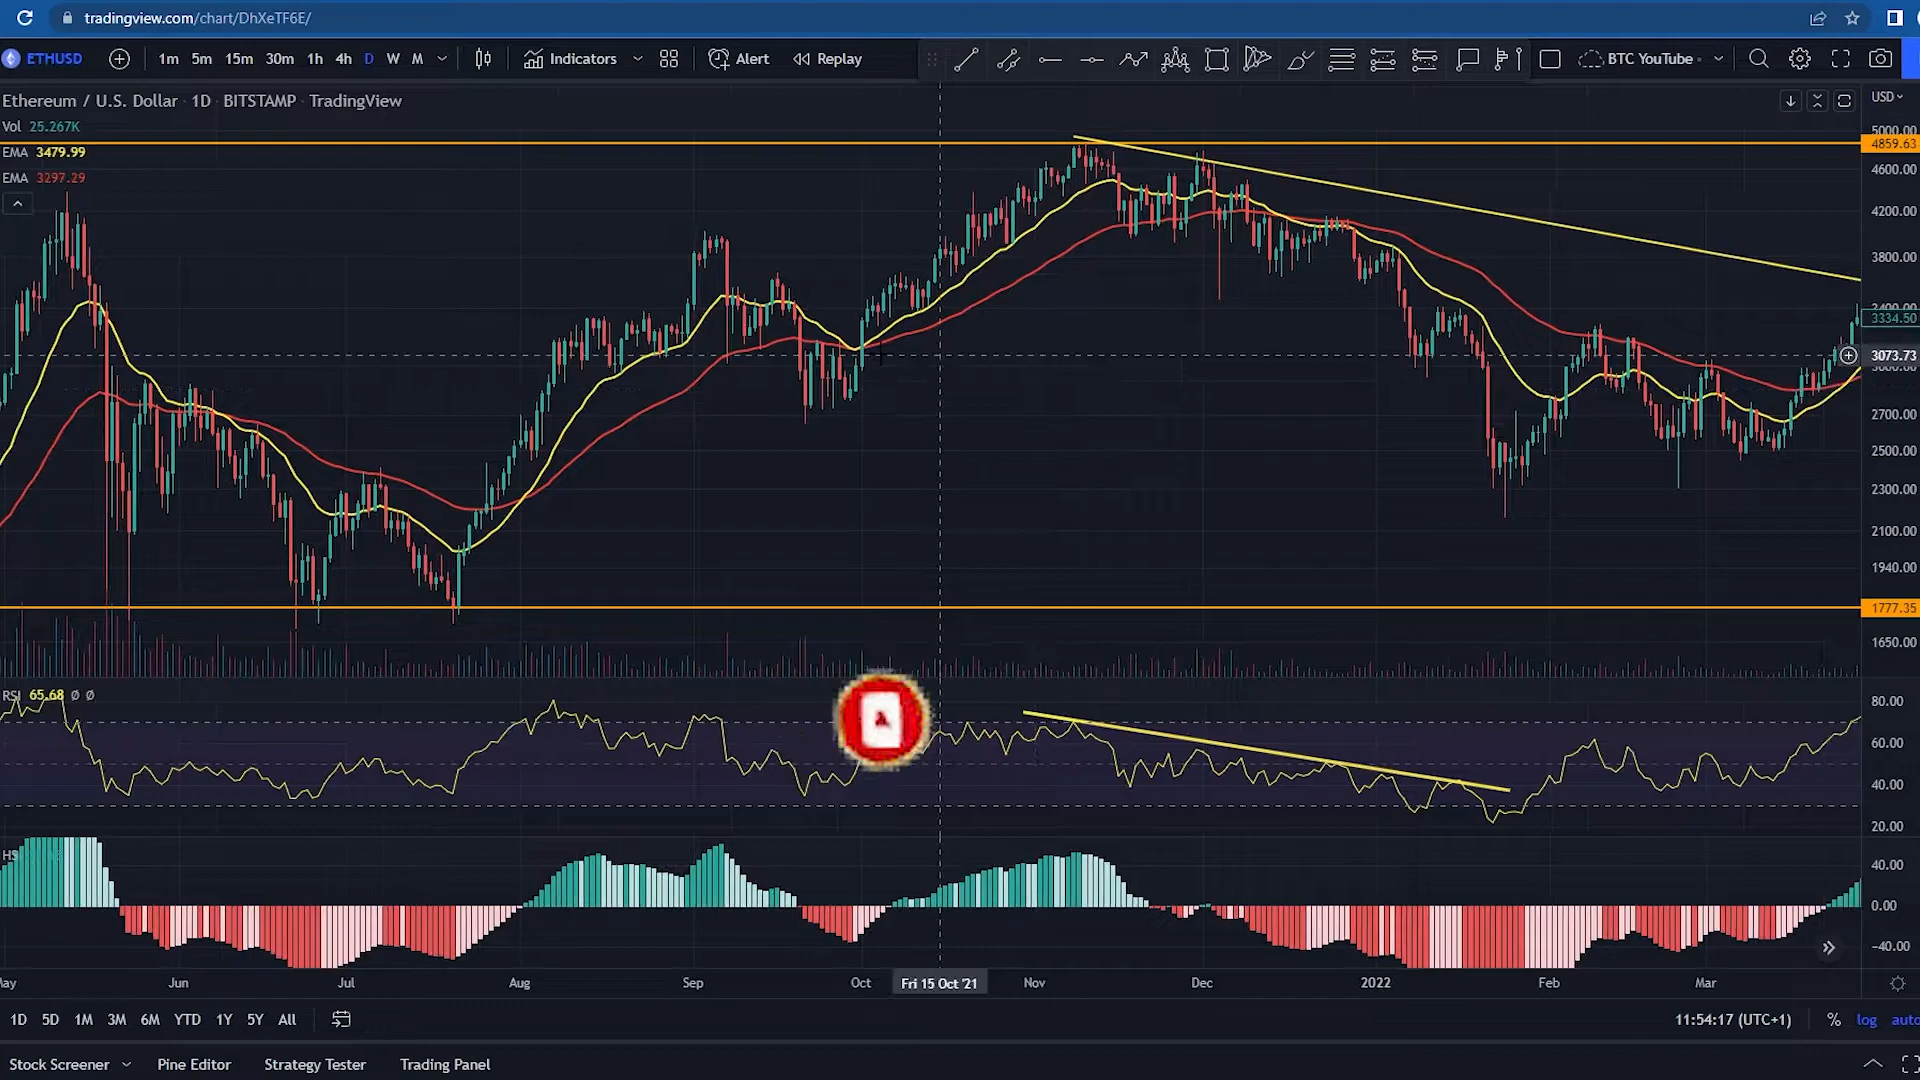 tradingview.com/chart/DhXeTF6E/
ETHUSD 1m 5m 15m 30m 1h 4h D W M Indicators Alert Replay BTC YouTube
Ethereum / U.S. Dollar 1D BITSTAMP TradingView
USD
Vol 25.267K
EMA 3479.99
EMA 3297.29
5000.00
4859.63
4600.00
4200.00
3800.00
3400.00
3334.50
3073.73
3000.00
2700.00
2500.00
2300.00
2100.00
1940.00
1777.35
1650.00
RSI 65.68 Ø Ø
80.00
60.00
40.00
20.00
40.00
0.00
−40.00
Jun Jul Aug Sep Oct Fri 15 Oct '21 Nov Dec 2022 Feb Mar
1D 5D 1M 3M 6M YTD 1Y 5Y All
11:54:17 (UTC+1) % log auto
Stock Screener Pine Editor Strategy Tester Trading Panel